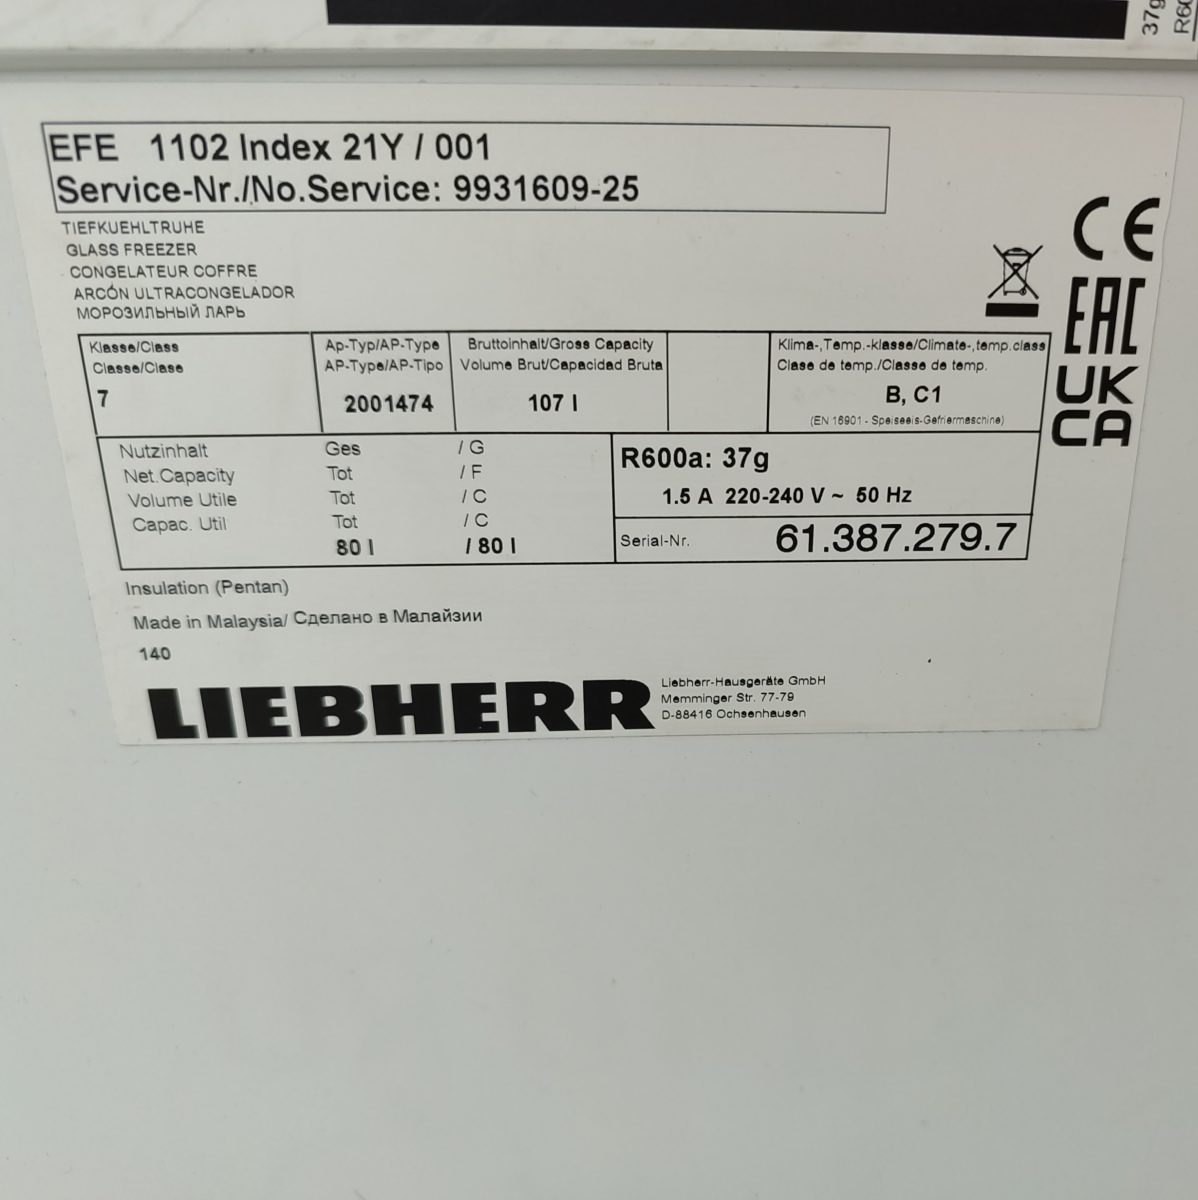 37g
EFE 1102 Index 21Y / 001
Service-Nr./No.Service: 9931609-25
TIEFKUEHLTRUHE
GLASS FREEZER
CONGELATEUR COFFRE
ARCÓN ULTRACONGELADOR
МОРОЗИЛЬНЫЙ ЛАРЬ
CE
EAC
UK
CA
Klasse/Class
Classe/Clase
7
Ap-Typ/AP-Type
AP-Type/AP-Tipo
2001474
Bruttoinhalt/Gross Capacity
Volume Brut/Capacidad Bruta
107 l
Klima-,Temp.-klasse/Climate-,temp.class
Clase de temp./Classe de temp.
B, C1
(EN 16901 - Speiseeis-Gefriermaschine)
Nutzinhalt Ges / G
Net.Capacity Tot / F
Volume Utile Tot / C
Capac. Util Tot / C
80 l / 80 l
R600a: 37g
1.5 A 220-240 V ~ 50 Hz
Serial-Nr. 61.387.279.7
Insulation (Pentan)
Made in Malaysia/ Сделано в Малайзии
140
LIEBHERR
Liebherr-Hausgeräte GmbH
Memminger Str. 77-79
D-88416 Ochsenhausen